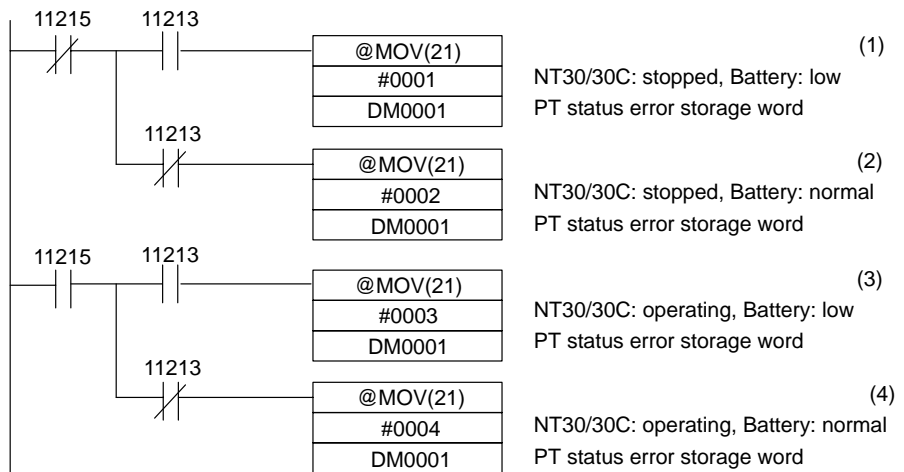 11215 11213
@MOV(21) (1)
#0001 NT30/30C: stopped, Battery: low
DM0001 PT status error storage word
11213
@MOV(21) (2)
#0002 NT30/30C: stopped, Battery: normal
DM0001 PT status error storage word
11215 11213
@MOV(21) (3)
#0003 NT30/30C: operating, Battery: low
DM0001 PT status error storage word
11213
@MOV(21) (4)
#0004 NT30/30C: operating, Battery: normal
DM0001 PT status error storage word